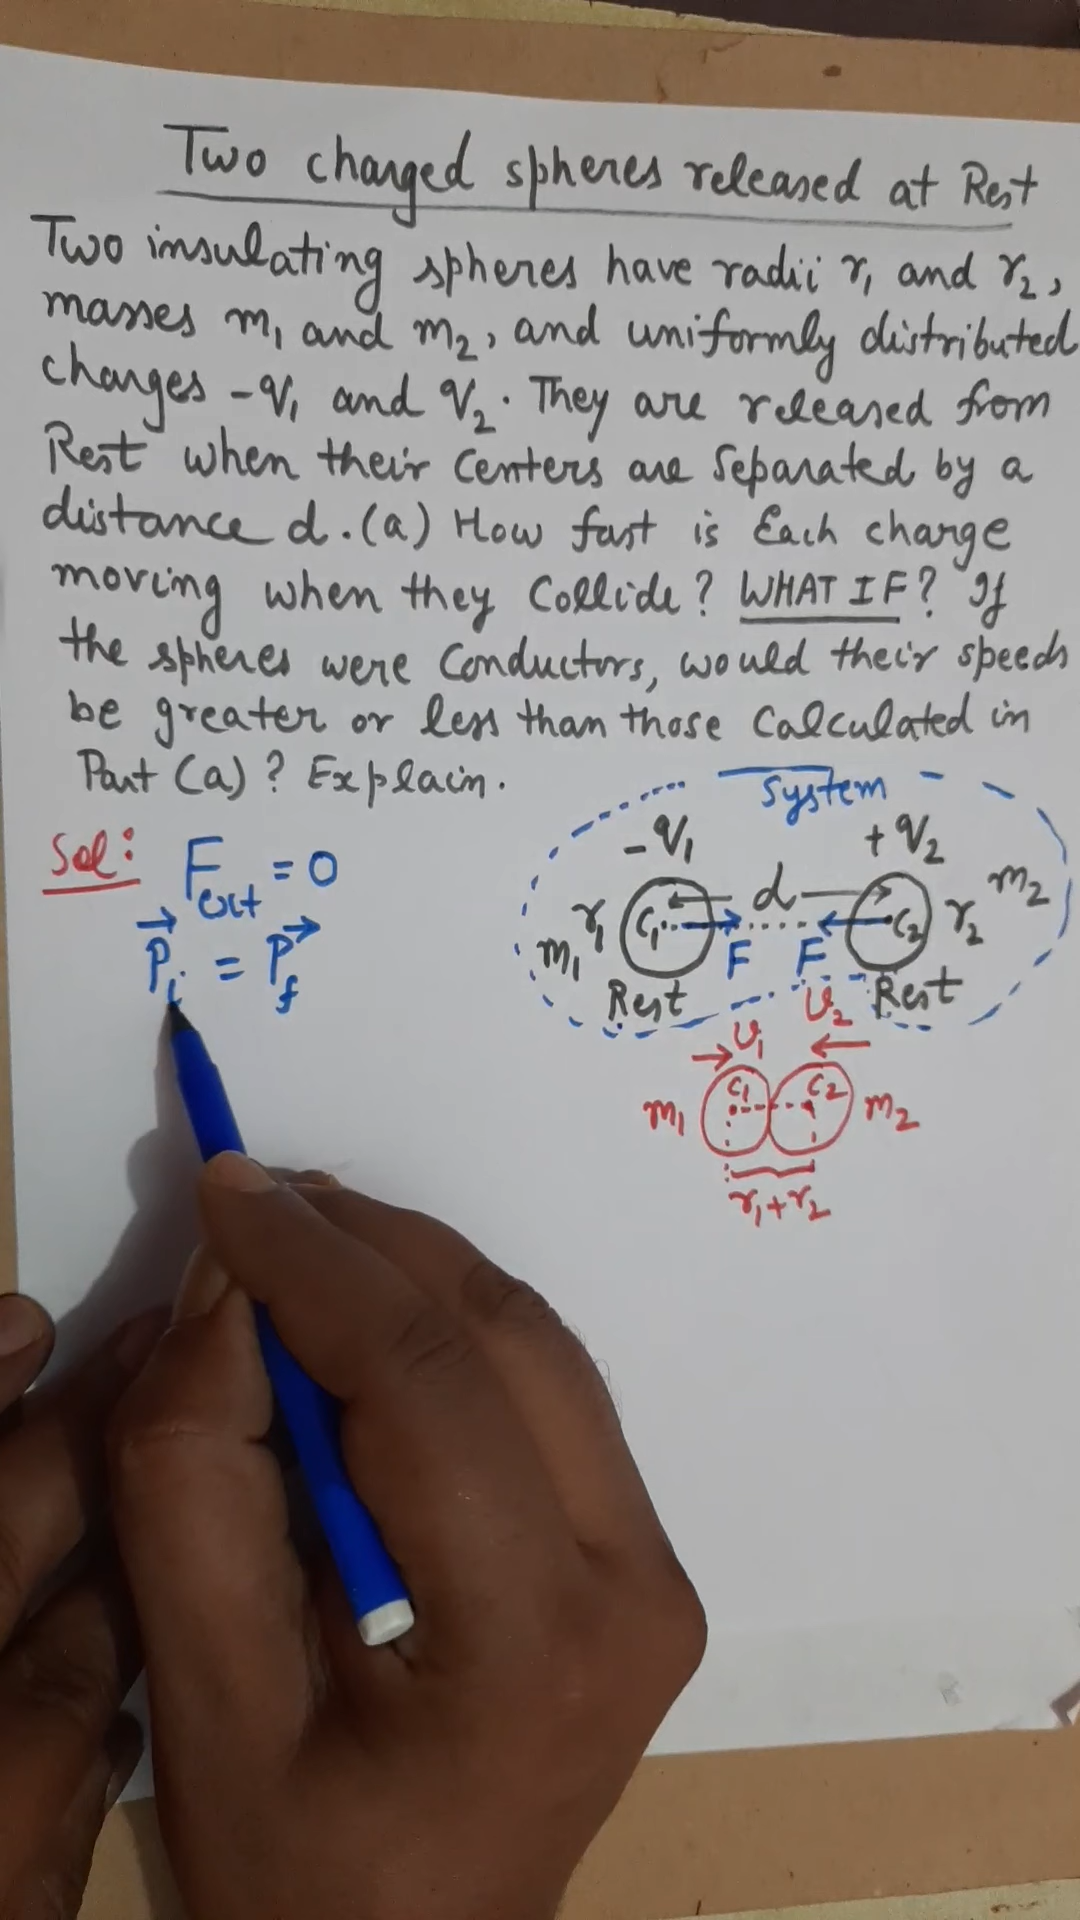 Two charged spheres released at Rest
Two insulating spheres have radii r₁ and r₂,
masses m₁ and m₂, and uniformly distributed
charges -q₁ and q₂. They are released from
Rest when their Centers are Separated by a
distance d. (a) How fast is Each charge
moving when they Collide? WHAT IF? If
the spheres were Conductors, would their speeds
be greater or less than those Calculated in
Part (a)? Explain.
System
Sol: F_ext = 0
P⃗_i = P⃗_f
-q₁ +q₂
m₁ r₁ C₁ d C₂ r₂ m₂
F F
Rest Rest
v₁ v₂
m₁ C₁ C₂ m₂
r₁+r₂